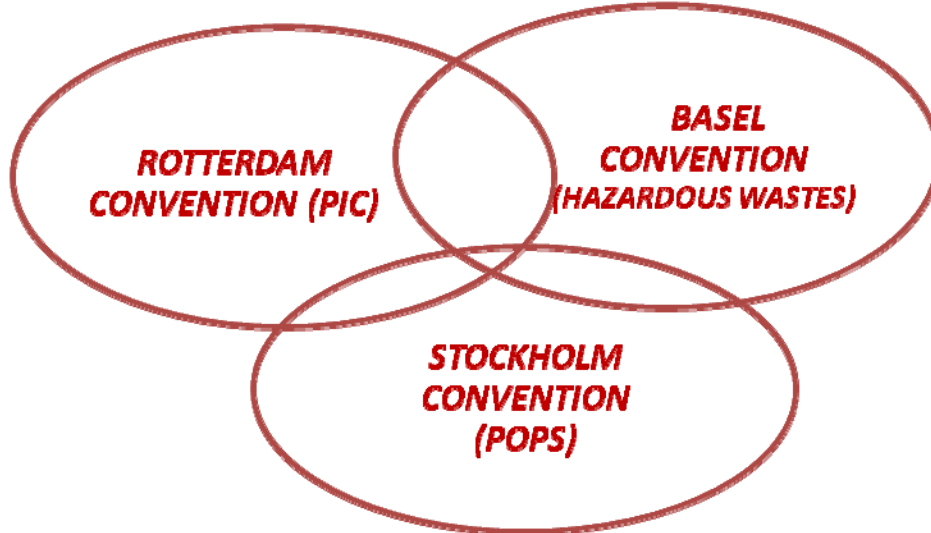 ROTTERDAM
CONVENTION (PIC)
BASEL
CONVENTION
(HAZARDOUS WASTES)
STOCKHOLM
CONVENTION
(POPS)